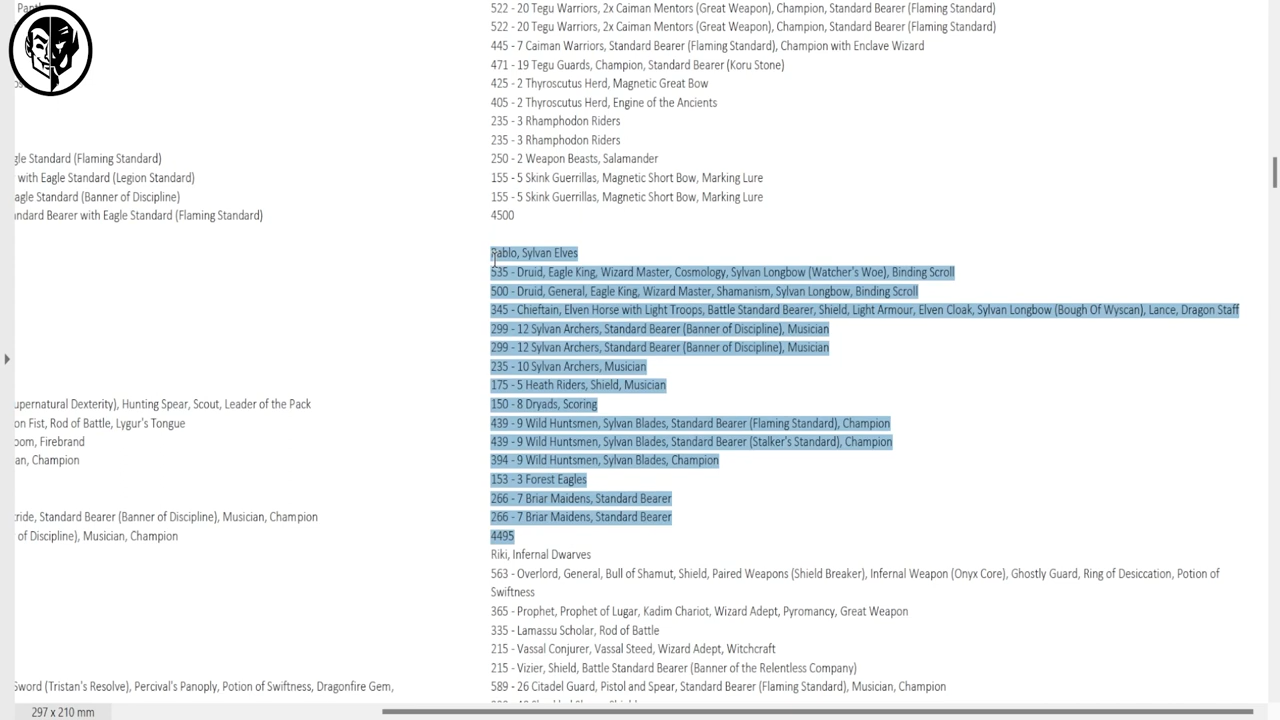 522 - 20 Tegu Warriors, 2x Caiman Mentors (Great Weapon), Champion, Standard Bearer (Flaming Standard)
522 - 20 Tegu Warriors, 2x Caiman Mentors (Great Weapon), Champion, Standard Bearer (Flaming Standard)
445 - 7 Caiman Warriors, Standard Bearer (Flaming Standard), Champion with Enclave Wizard
471 - 19 Tegu Guards, Champion, Standard Bearer (Koru Stone)
425 - 2 Thyroscutus Herd, Magnetic Great Bow
405 - 2 Thyroscutus Herd, Engine of the Ancients
235 - 3 Rhamphodon Riders
235 - 3 Rhamphodon Riders
gle Standard (Flaming Standard)
250 - 2 Weapon Beasts, Salamander
with Eagle Standard (Legion Standard)
155 - 5 Skink Guerrillas, Magnetic Short Bow, Marking Lure
agle Standard (Banner of Discipline)
155 - 5 Skink Guerrillas, Magnetic Short Bow, Marking Lure
andard Bearer with Eagle Standard (Flaming Standard)
4500
Pablo, Sylvan Elves
535 - Druid, Eagle King, Wizard Master, Cosmology, Sylvan Longbow (Watcher's Woe), Binding Scroll
500 - Druid, General, Eagle King, Wizard Master, Shamanism, Sylvan Longbow, Binding Scroll
345 - Chieftain, Elven Horse with Light Troops, Battle Standard Bearer, Shield, Light Armour, Elven Cloak, Sylvan Longbow (Bough Of Wyscan), Lance, Dragon Staff
299 - 12 Sylvan Archers, Standard Bearer (Banner of Discipline), Musician
299 - 12 Sylvan Archers, Standard Bearer (Banner of Discipline), Musician
235 - 10 Sylvan Archers, Musician
175 - 5 Heath Riders, Shield, Musician
upernatural Dexterity), Hunting Spear, Scout, Leader of the Pack
150 - 8 Dryads, Scoring
on Fist, Rod of Battle, Lygur's Tongue
439 - 9 Wild Huntsmen, Sylvan Blades, Standard Bearer (Flaming Standard), Champion
oom, Firebrand
439 - 9 Wild Huntsmen, Sylvan Blades, Standard Bearer (Stalker's Standard), Champion
an, Champion
394 - 9 Wild Huntsmen, Sylvan Blades, Champion
153 - 3 Forest Eagles
266 - 7 Briar Maidens, Standard Bearer
tride, Standard Bearer (Banner of Discipline), Musician, Champion
266 - 7 Briar Maidens, Standard Bearer
of Discipline), Musician, Champion
4495
Riki, Infernal Dwarves
563 - Overlord, General, Bull of Shamut, Shield, Paired Weapons (Shield Breaker), Infernal Weapon (Onyx Core), Ghostly Guard, Ring of Desiccation, Potion of
Swiftness
365 - Prophet, Prophet of Lugar, Kadim Chariot, Wizard Adept, Pyromancy, Great Weapon
335 - Lamassu Scholar, Rod of Battle
215 - Vassal Conjurer, Vassal Steed, Wizard Adept, Witchcraft
215 - Vizier, Shield, Battle Standard Bearer (Banner of the Relentless Company)
Sword (Tristan's Resolve), Percival's Panoply, Potion of Swiftness, Dragonfire Gem,
589 - 26 Citadel Guard, Pistol and Spear, Standard Bearer (Flaming Standard), Musician, Champion
297 x 210 mm